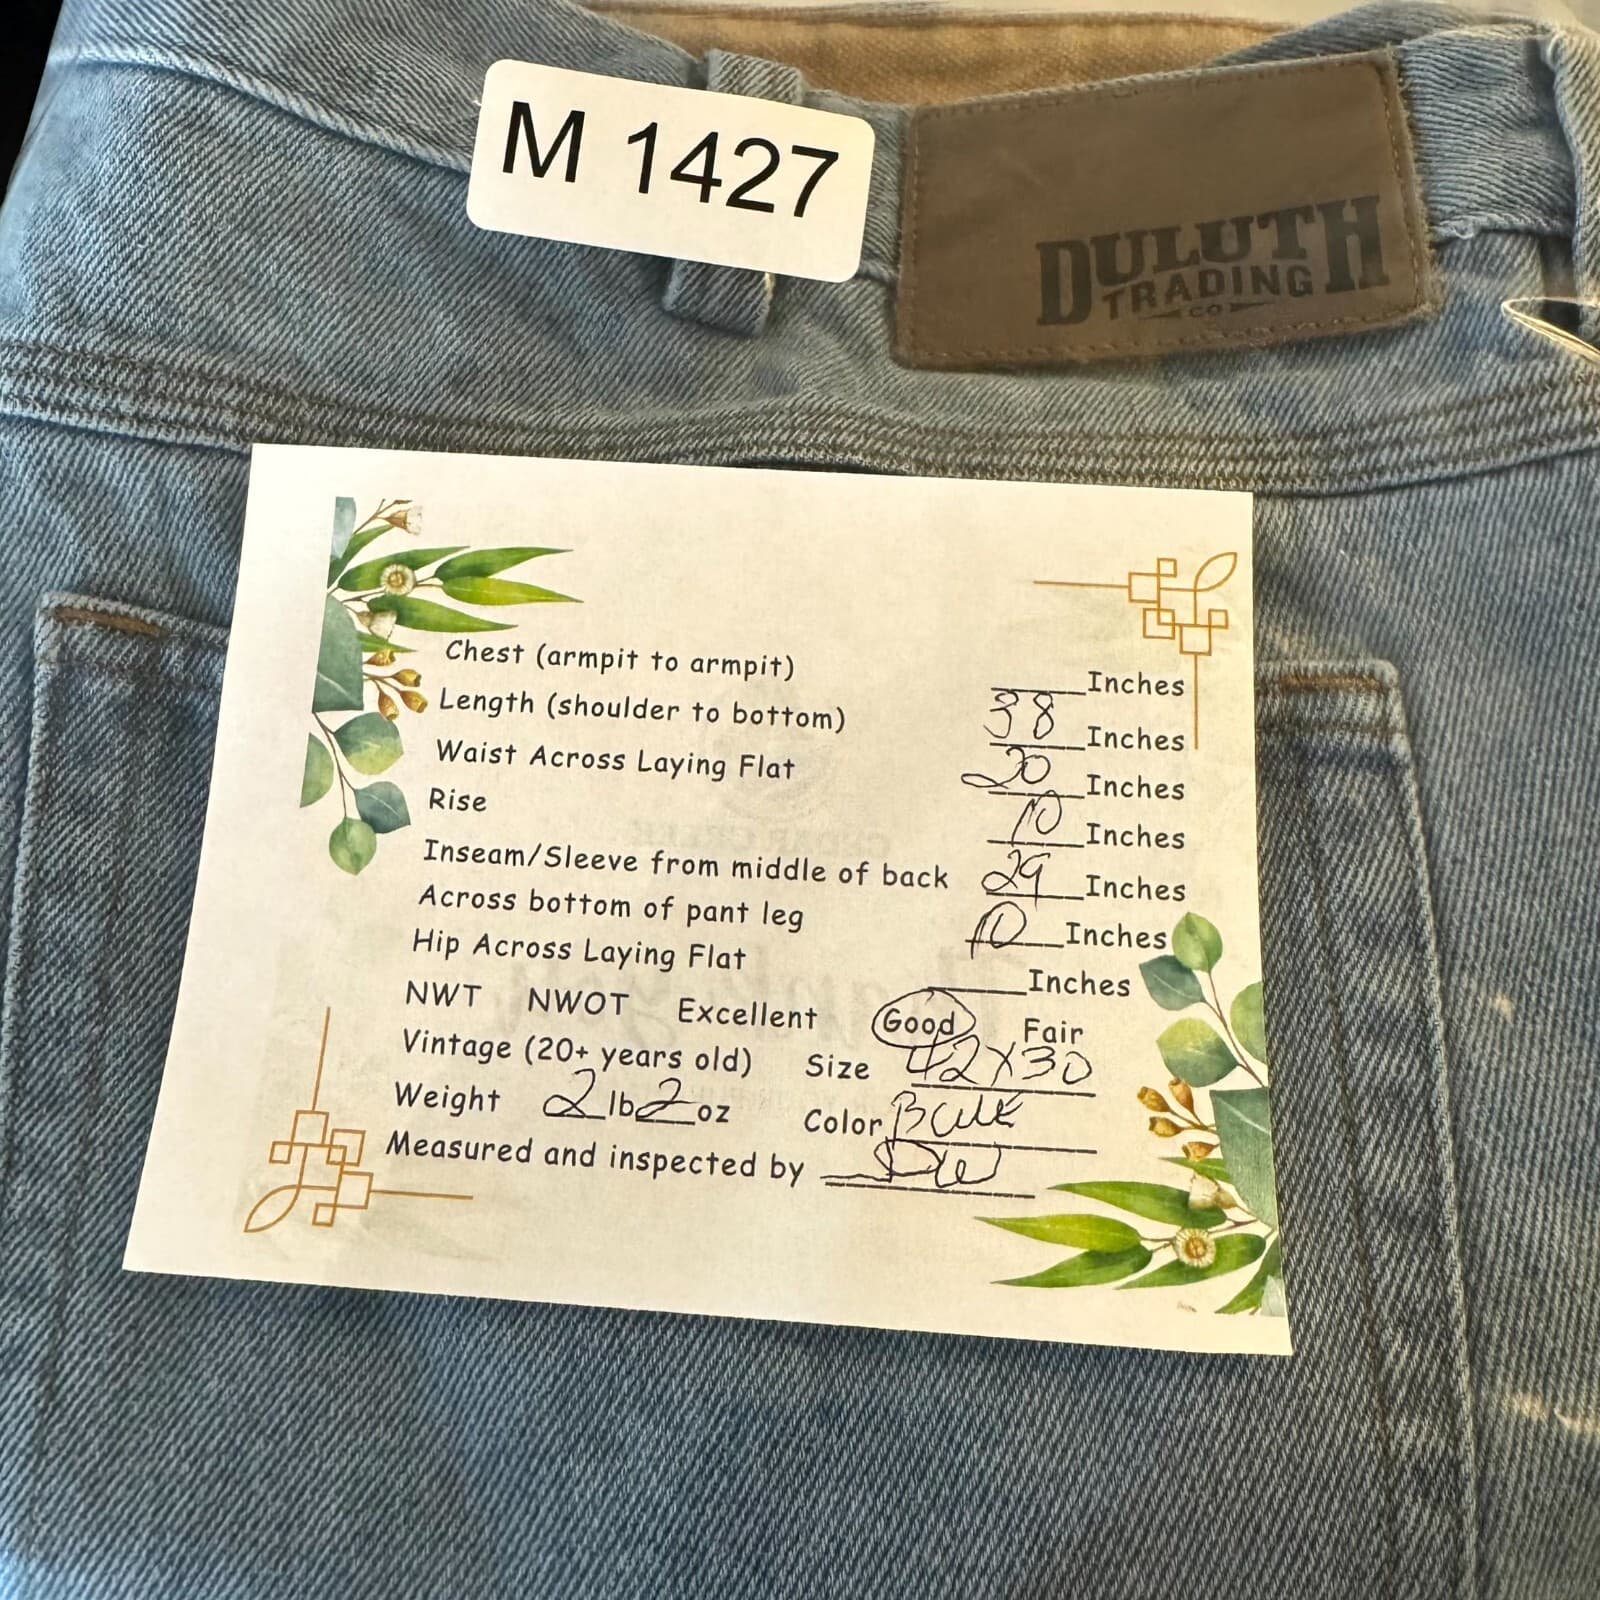 M 1427
DULUTH
TRADING
CO
Chest (armpit to armpit) ____Inches
Length (shoulder to bottom) 38 Inches
Waist Across Laying Flat 20 Inches
Rise 10 Inches
Inseam/Sleeve from middle of back 29 Inches
Across bottom of pant leg 10 Inches
Hip Across Laying Flat ____Inches
NWT NWOT Excellent Good Fair
Vintage (20+ years old) Size 42X30
Weight 2 lb 2 oz Color
Measured and inspected by DW